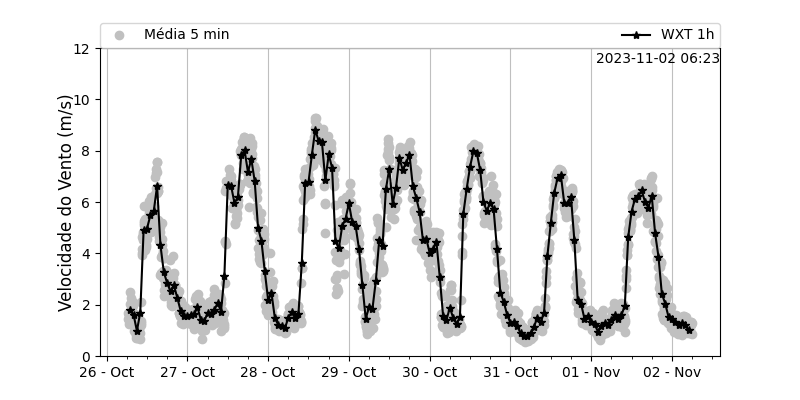 Média 5 min WXT 1h
2023-11-02 06:23
Velocidade do Vento (m/s)
12
10
8
6
4
2
0
26 - Oct 27 - Oct 28 - Oct 29 - Oct 30 - Oct 31 - Oct 01 - Nov 02 - Nov